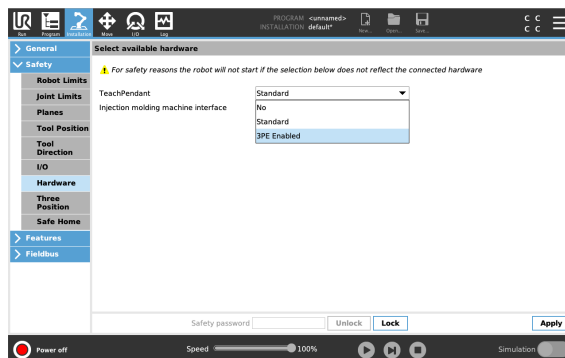 UR
PROGRAM <unnamed>
INSTALLATION default*
C C
C C
Run
Program
Installation
Move
I/O
Log
New...
Open...
Save...
General
Select available hardware
Safety
For safety reasons the robot will not start if the selection below does not reflect the connected hardware
Robot Limits
Joint Limits
TeachPendant
Standard
Injection molding machine interface
No
Planes
Standard
Tool Position
3PE Enabled
Tool
Direction
I/O
Hardware
Three
Position
Safe Home
Features
Fieldbus
Safety password
Unlock
Lock
Apply
Power off
Speed
100%
Simulation